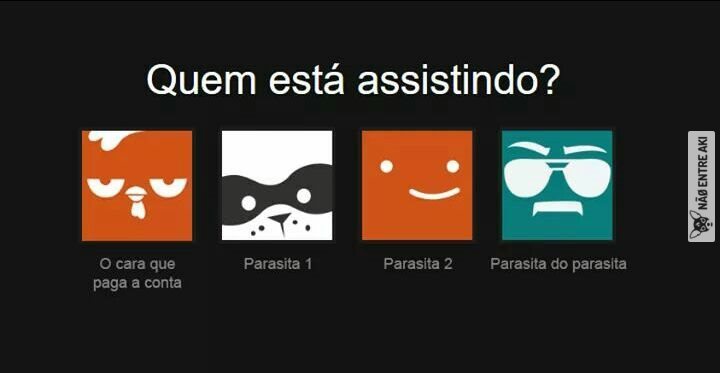 Quem está assistindo?
O cara que
paga a conta
Parasita 1
Parasita 2
Parasita do parasita
NÃO ENTRE AKI